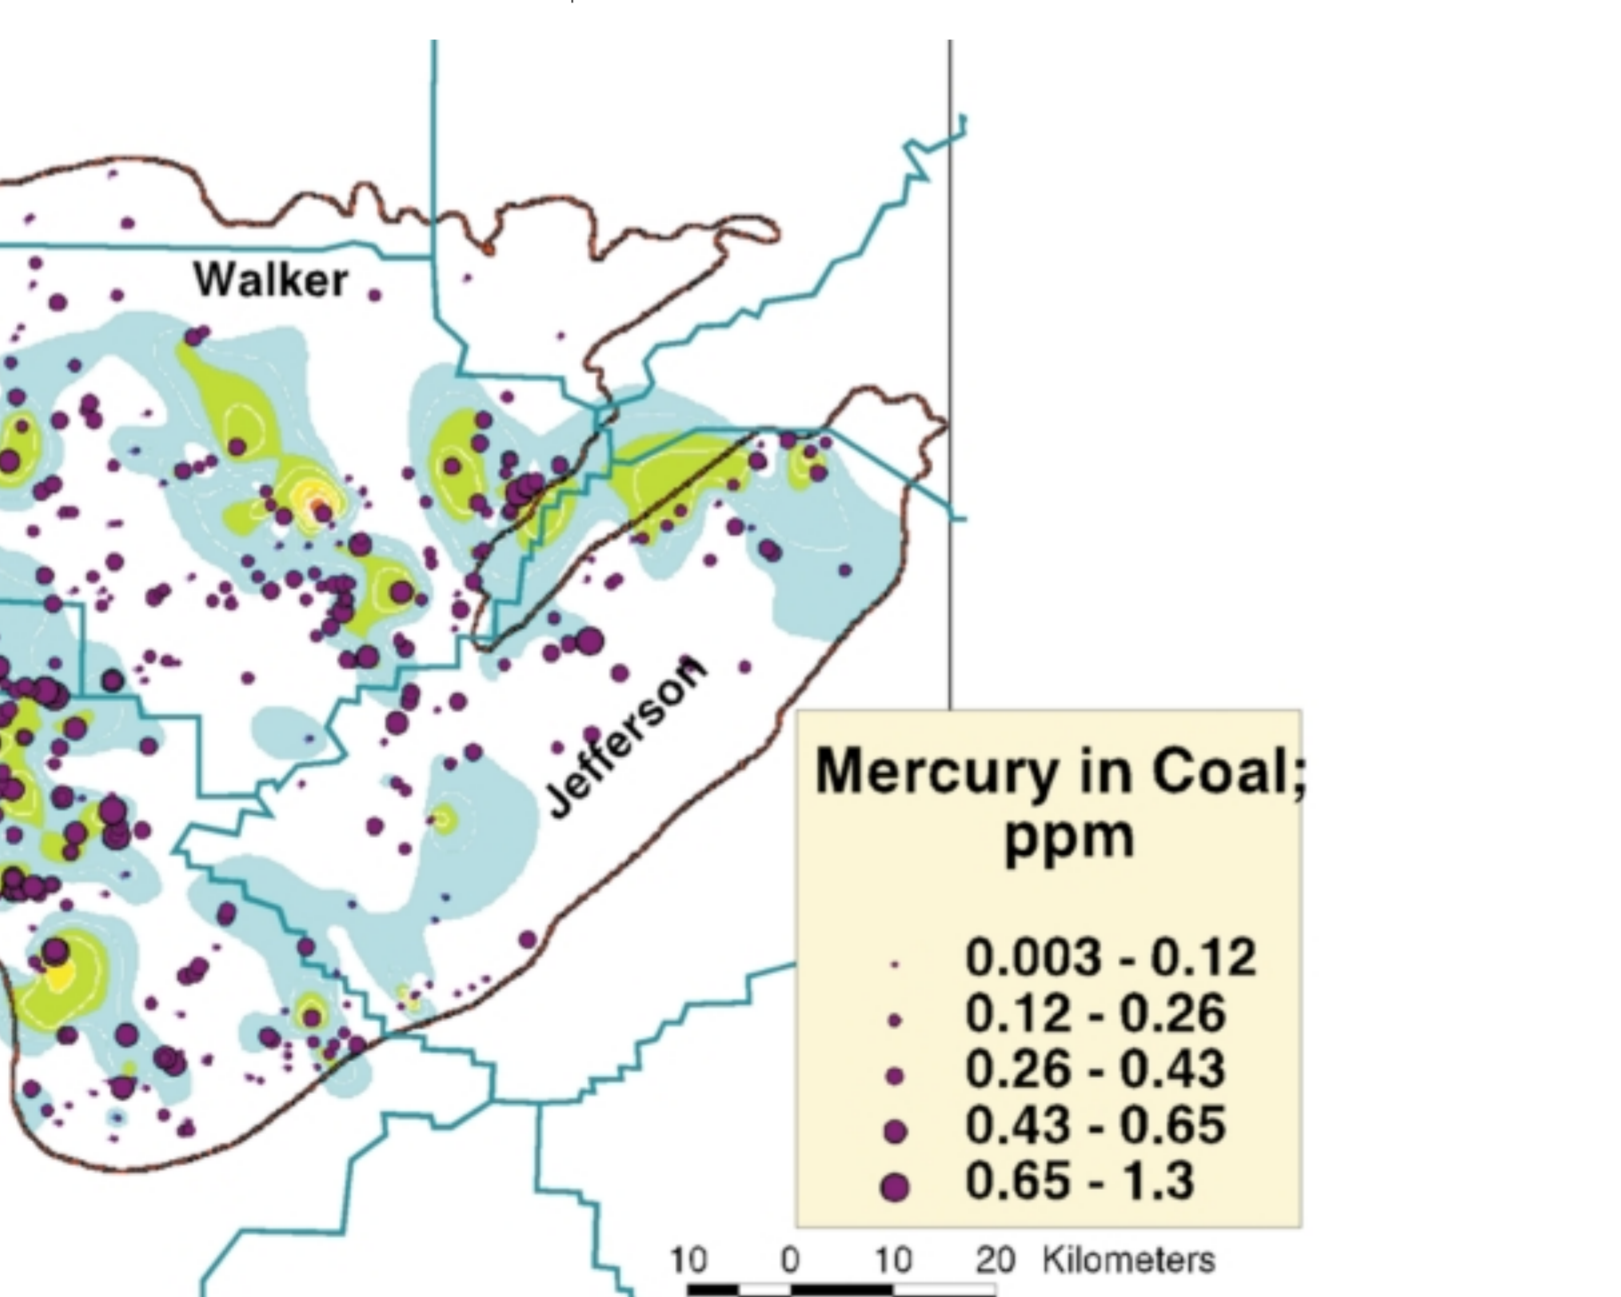 Walker
Jefferson
Mercury in Coal;
ppm
0.003 - 0.12
0.12 - 0.26
0.26 - 0.43
0.43 - 0.65
0.65 - 1.3
10 0 10 20 Kilometers